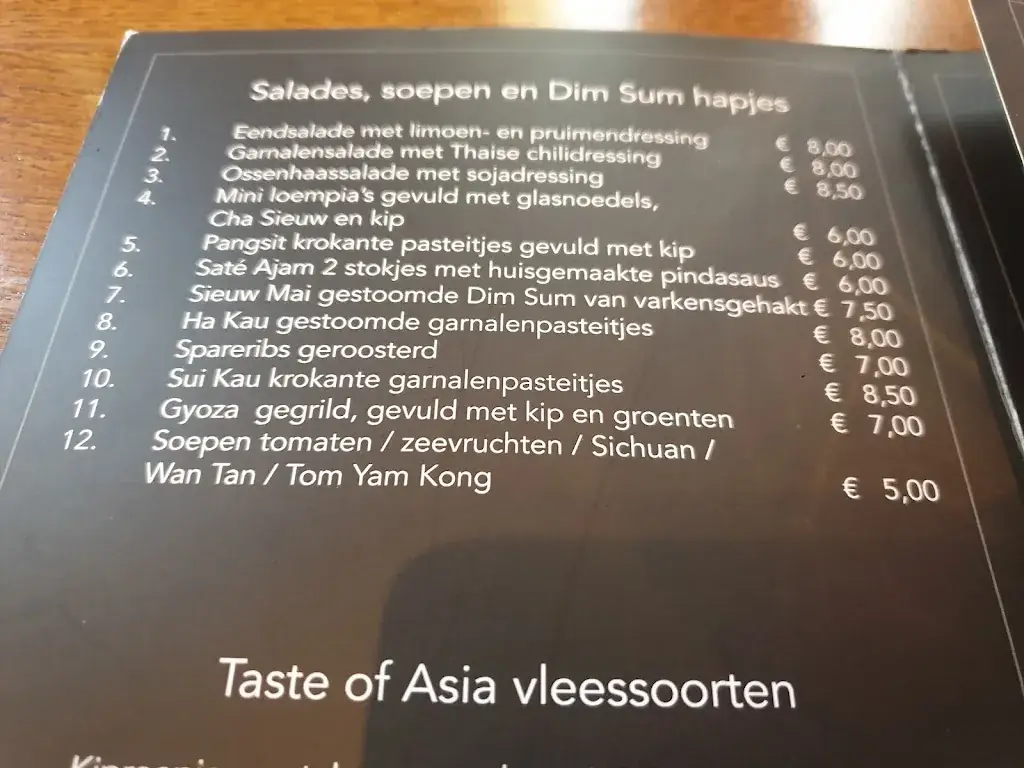 Salades, soepen en Dim Sum hapjes
1. Eendsalade met limoen- en pruimendressing € 8,00
2. Garnalensalade met Thaise chilidressing € 8,00
3. Ossenhaassalade met sojadressing € 8,50
4. Mini loempia's gevuld met glasnoedels,
Cha Sieuw en kip € 6,00
5. Pangsit krokante pasteitjes gevuld met kip € 6,00
6. Saté Ajam 2 stokjes met huisgemaakte pindasaus € 6,00
7. Sieuw Mai gestoomde Dim Sum van varkensgehakt € 7,50
8. Ha Kau gestoomde garnalenpasteitjes € 8,00
9. Spareribs geroosterd € 7,00
10. Sui Kau krokante garnalenpasteitjes € 8,50
11. Gyoza gegrild, gevuld met kip en groenten € 7,00
12. Soepen tomaten / zeevruchten / Sichuan /
Wan Tan / Tom Yam Kong € 5,00
Taste of Asia vleessoorten